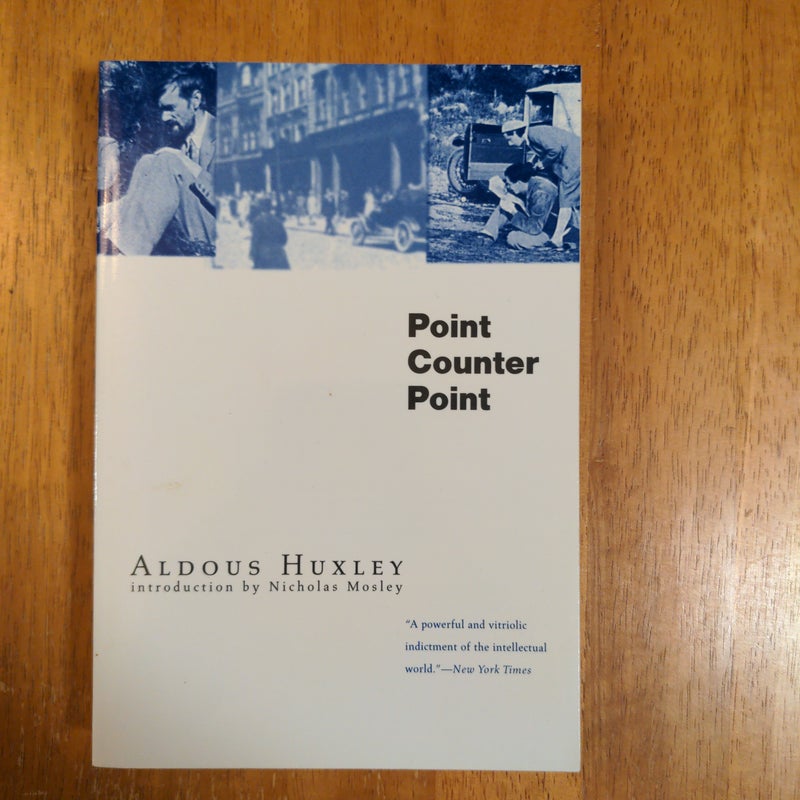 Point
Counter
Point
ALDOUS HUXLEY
introduction by Nicholas Mosley
“A powerful and vitriolic
indictment of the intellectual
world.”—New York Times